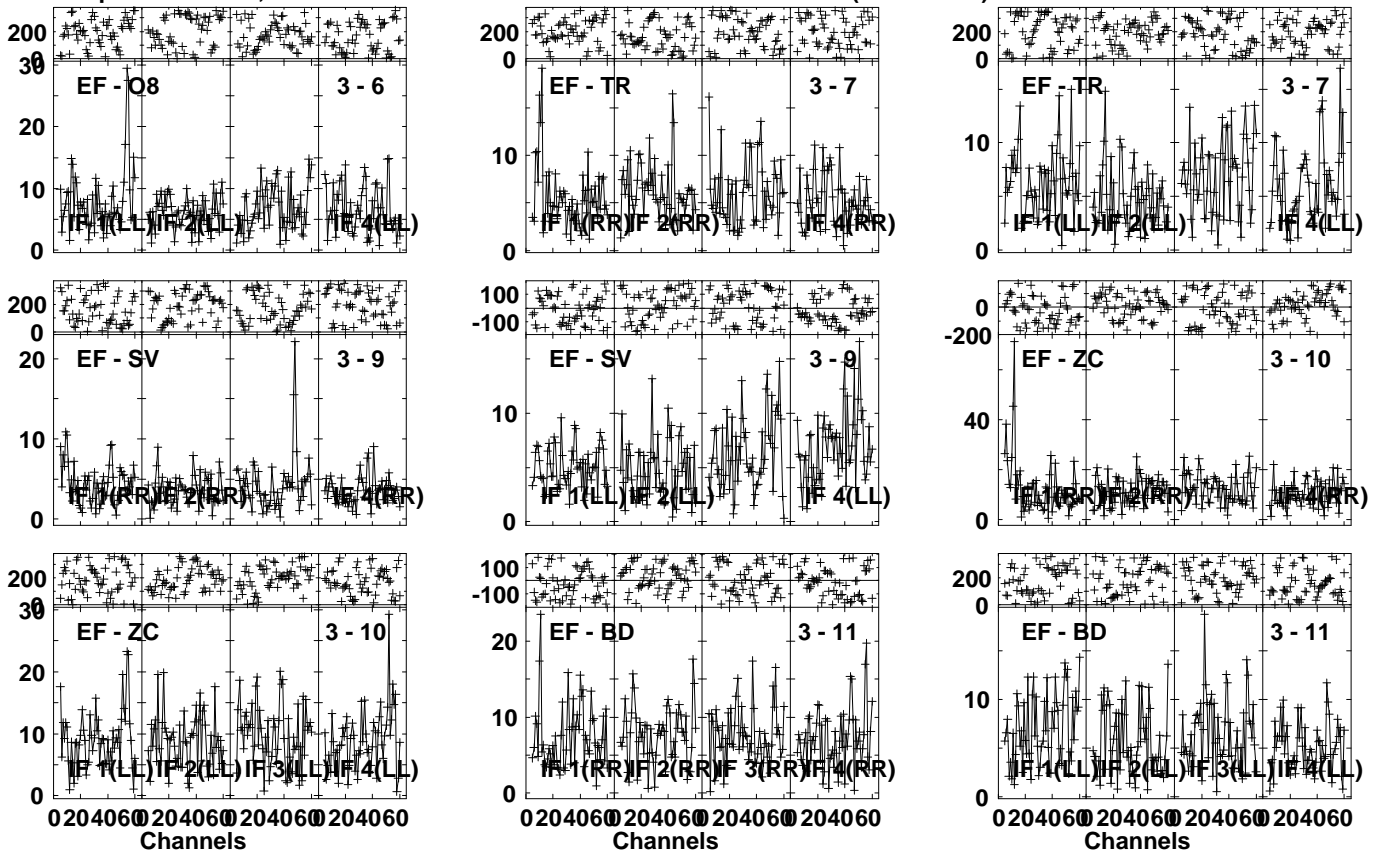 200
0
200
0
200
0
30
20
10
0
EF - O8
3 - 6
IF 1(LL)
IF 2(LL)
IF 4(LL)
10
0
EF - TR
3 - 7
IF 1(RR)
IF 2(RR)
IF 4(RR)
10
0
EF - TR
3 - 7
IF 1(LL)
IF 2(LL)
IF 4(LL)
200
0
100
-100
0
-200
20
10
0
EF - SV
3 - 9
IF 1(RR)
IF 2(RR)
IF 4(RR)
10
0
EF - SV
3 - 9
IF 1(LL)
IF 2(LL)
IF 4(LL)
40
20
0
EF - ZC
3 - 10
IF 1(RR)
IF 2(RR)
IF 4(RR)
200
0
100
-100
200
0
30
20
10
0
EF - ZC
3 - 10
IF 1(LL)
IF 2(LL)
IF 3(LL)
IF 4(LL)
20
10
0
EF - BD
3 - 11
IF 1(RR)
IF 2(RR)
IF 3(RR)
IF 4(RR)
10
0
EF - BD
3 - 11
IF 1(LL)
IF 2(LL)
IF 3(LL)
IF 4(LL)
0 20 40 60 0 20 40 60 0 20 40 60 0 20 40 60
Channels
0 20 40 60 0 20 40 60 0 20 40 60 0 20 40 60
Channels
0 20 40 60 0 20 40 60 0 20 40 60 0 20 40 60
Channels